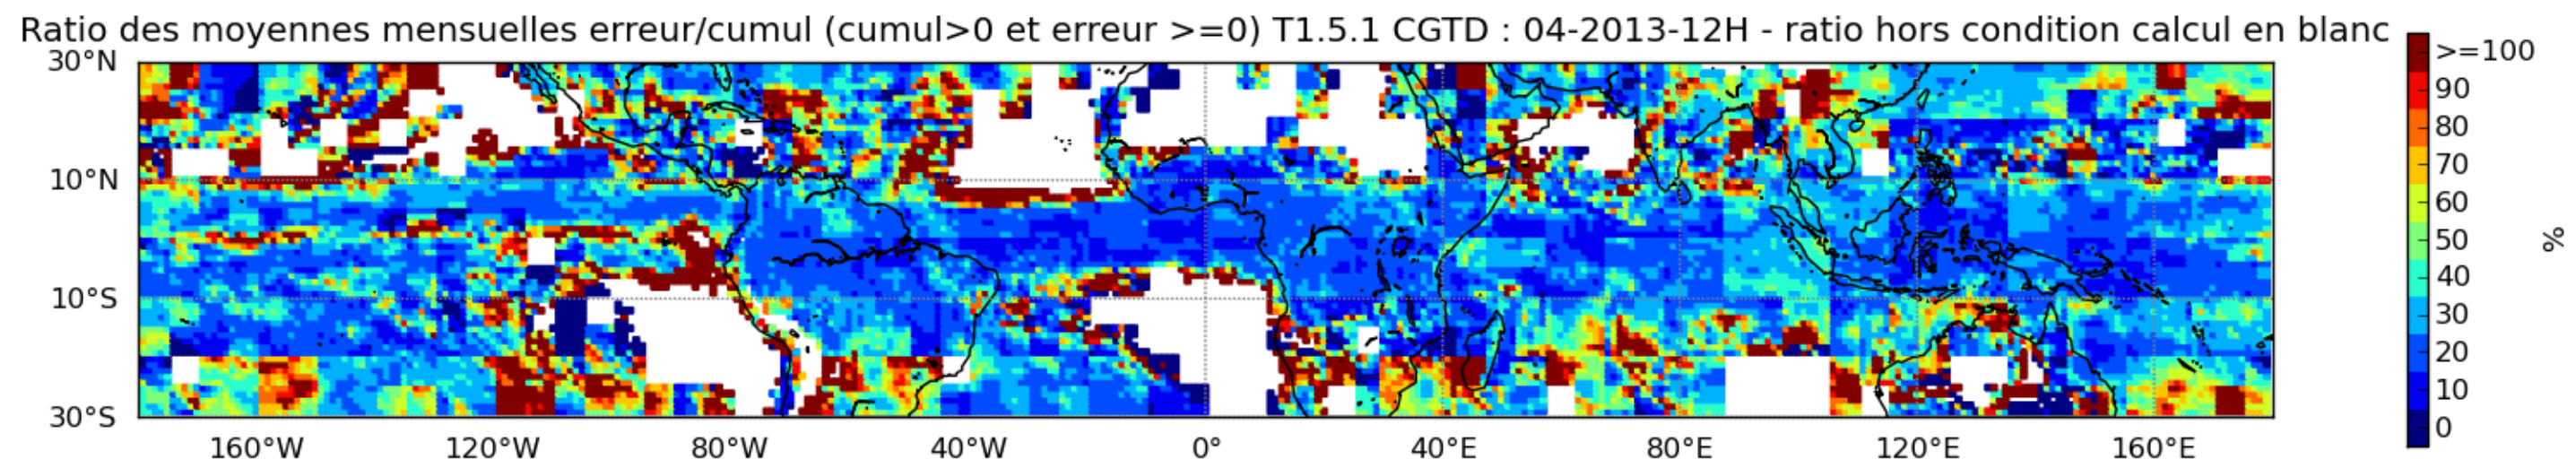 Ratio des moyennes mensuelles erreur/cumul (cumul>0 et erreur >=0) T1.5.1 CGTD : 04-2013-12H - ratio hors condition calcul en blanc
30°N
10°N
10°S
30°S
160°W 120°W 80°W 40°W 0° 40°E 80°E 120°E 160°E
>=100
90
80
70
60
50
40
30
20
10
0
%